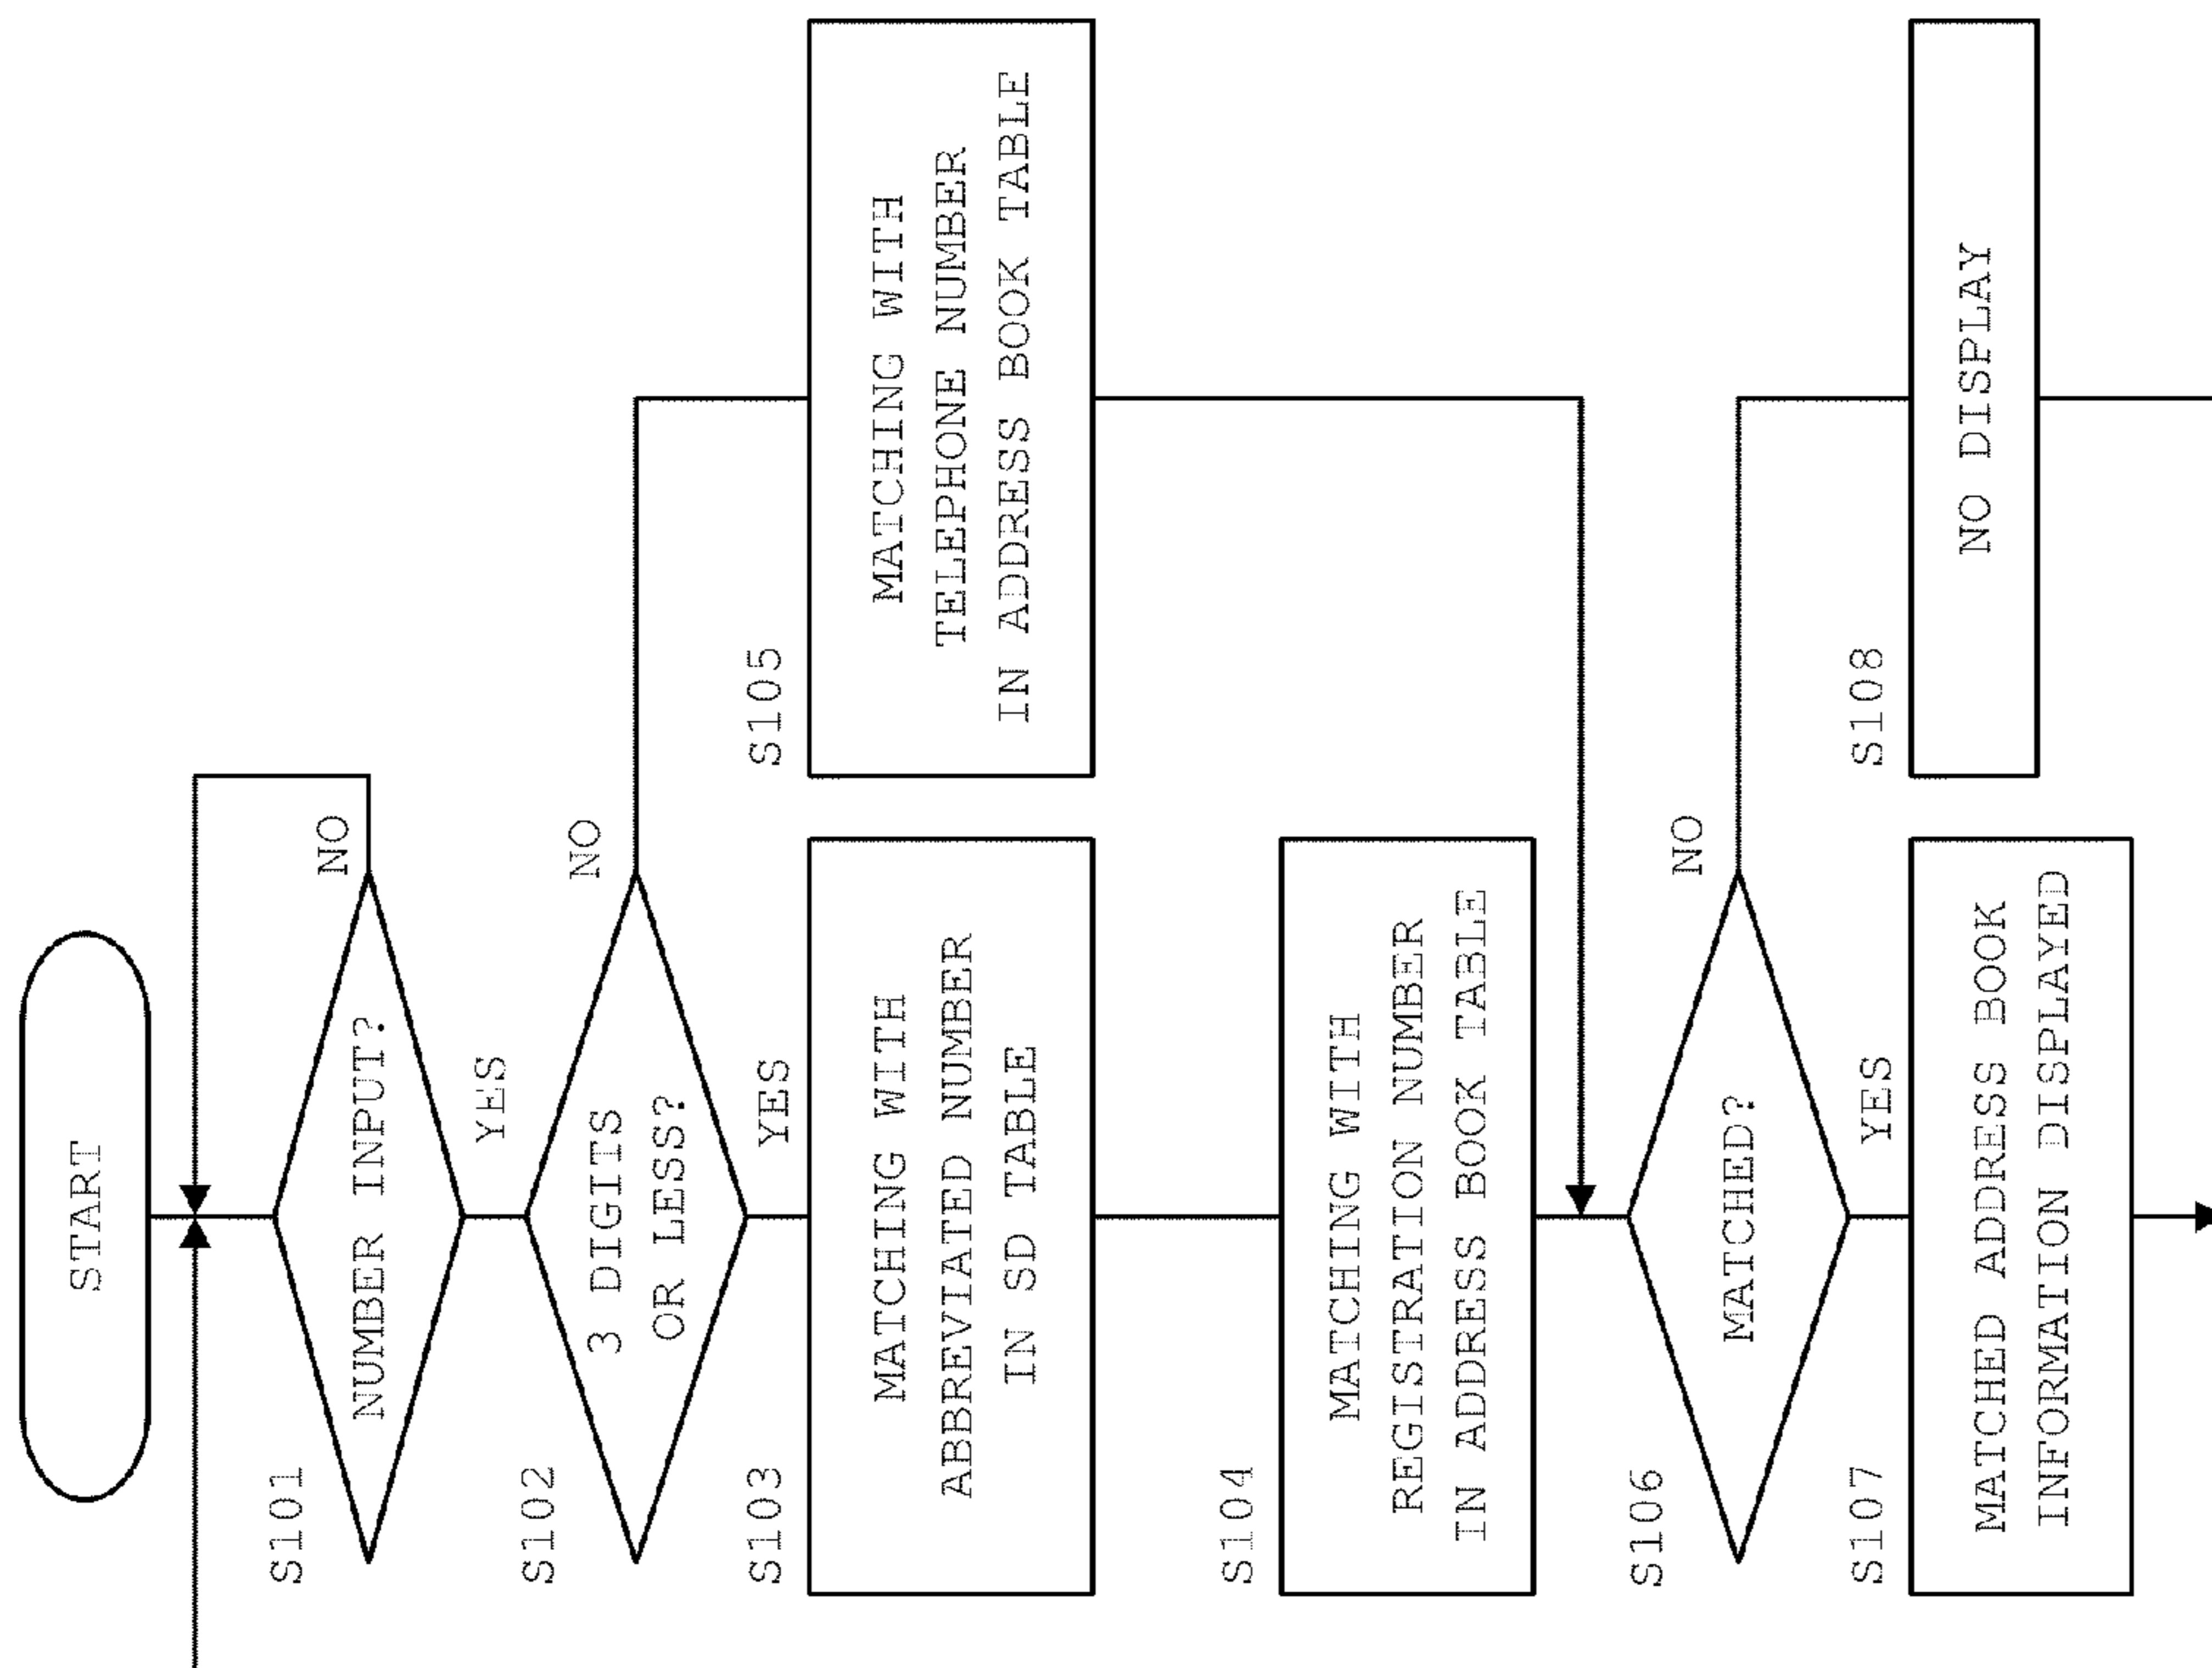 START
S101
NUMBER INPUT?
NO
YES
S102
3 DIGITS
OR LESS?
NO
YES
S103
MATCHING WITH
ABBREVIATED NUMBER
IN SD TABLE
S105
MATCHING WITH
TELEPHONE NUMBER
IN ADDRESS BOOK TABLE
S104
MATCHING WITH
REGISTRATION NUMBER
IN ADDRESS BOOK TABLE
S106
MATCHED?
NO
YES
S107
MATCHED ADDRESS BOOK
INFORMATION DISPLAYED
S108
NO DISPLAY